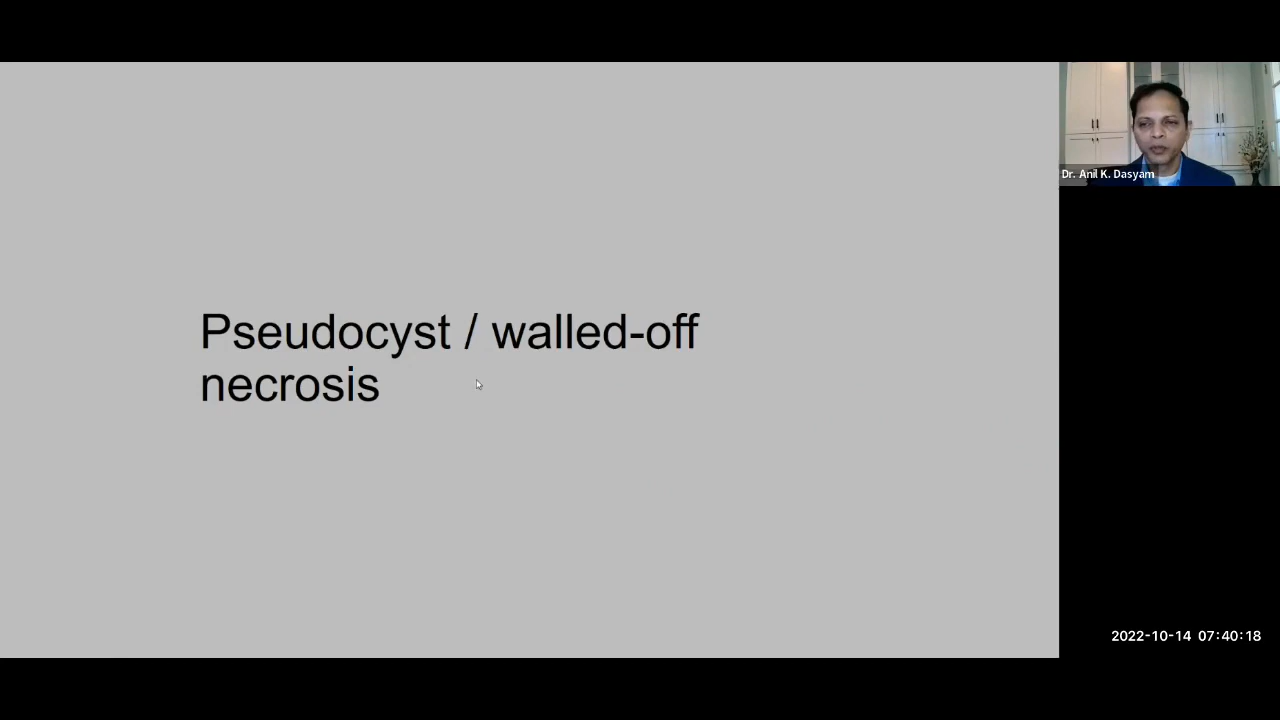 Pseudocyst / walled-off
necrosis
Dr. Anil K. Dasyam
2022-10-14 07:40:18